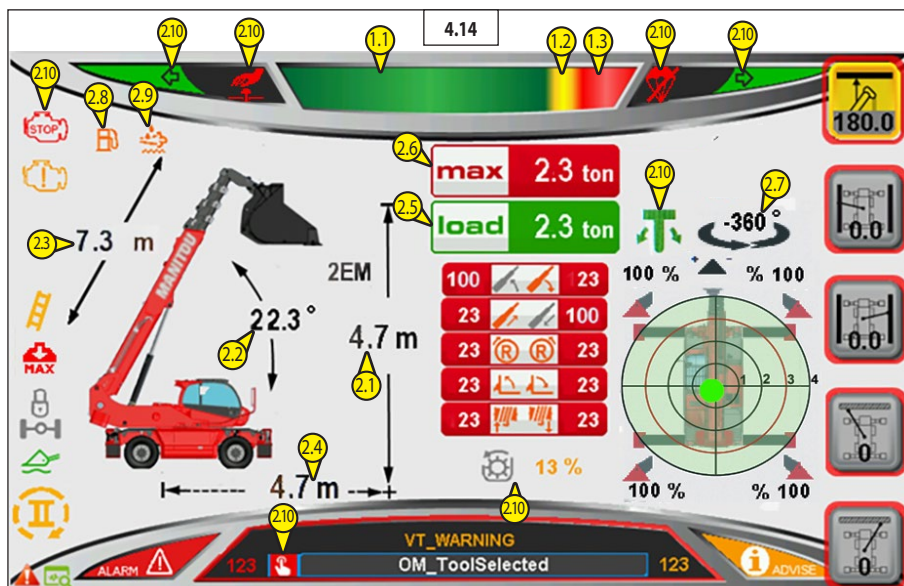 4.14
2.10
2.10
1.1
1.2
1.3
2.10
2.10
2.10
2.8
2.9
STOP
180.0
2.6
max 2.3 ton
2.5
load 2.3 ton
2.10
2.7
-360 °
2.3
7.3 m
MANITOU
2EM
100 % % 100
+ -
100 23
0.0
23 100
22.3 °
2.2
4.7 m
2.1
23 R R 23
0.0
1 2 3 4
MAX
23 23
23 23
0
2.4
4.7 m
13 %
100 % % 100
2.10
2.10
II
VT_WARNING
ALARM
123 OM_ToolSelected 123
i ADVISE
0